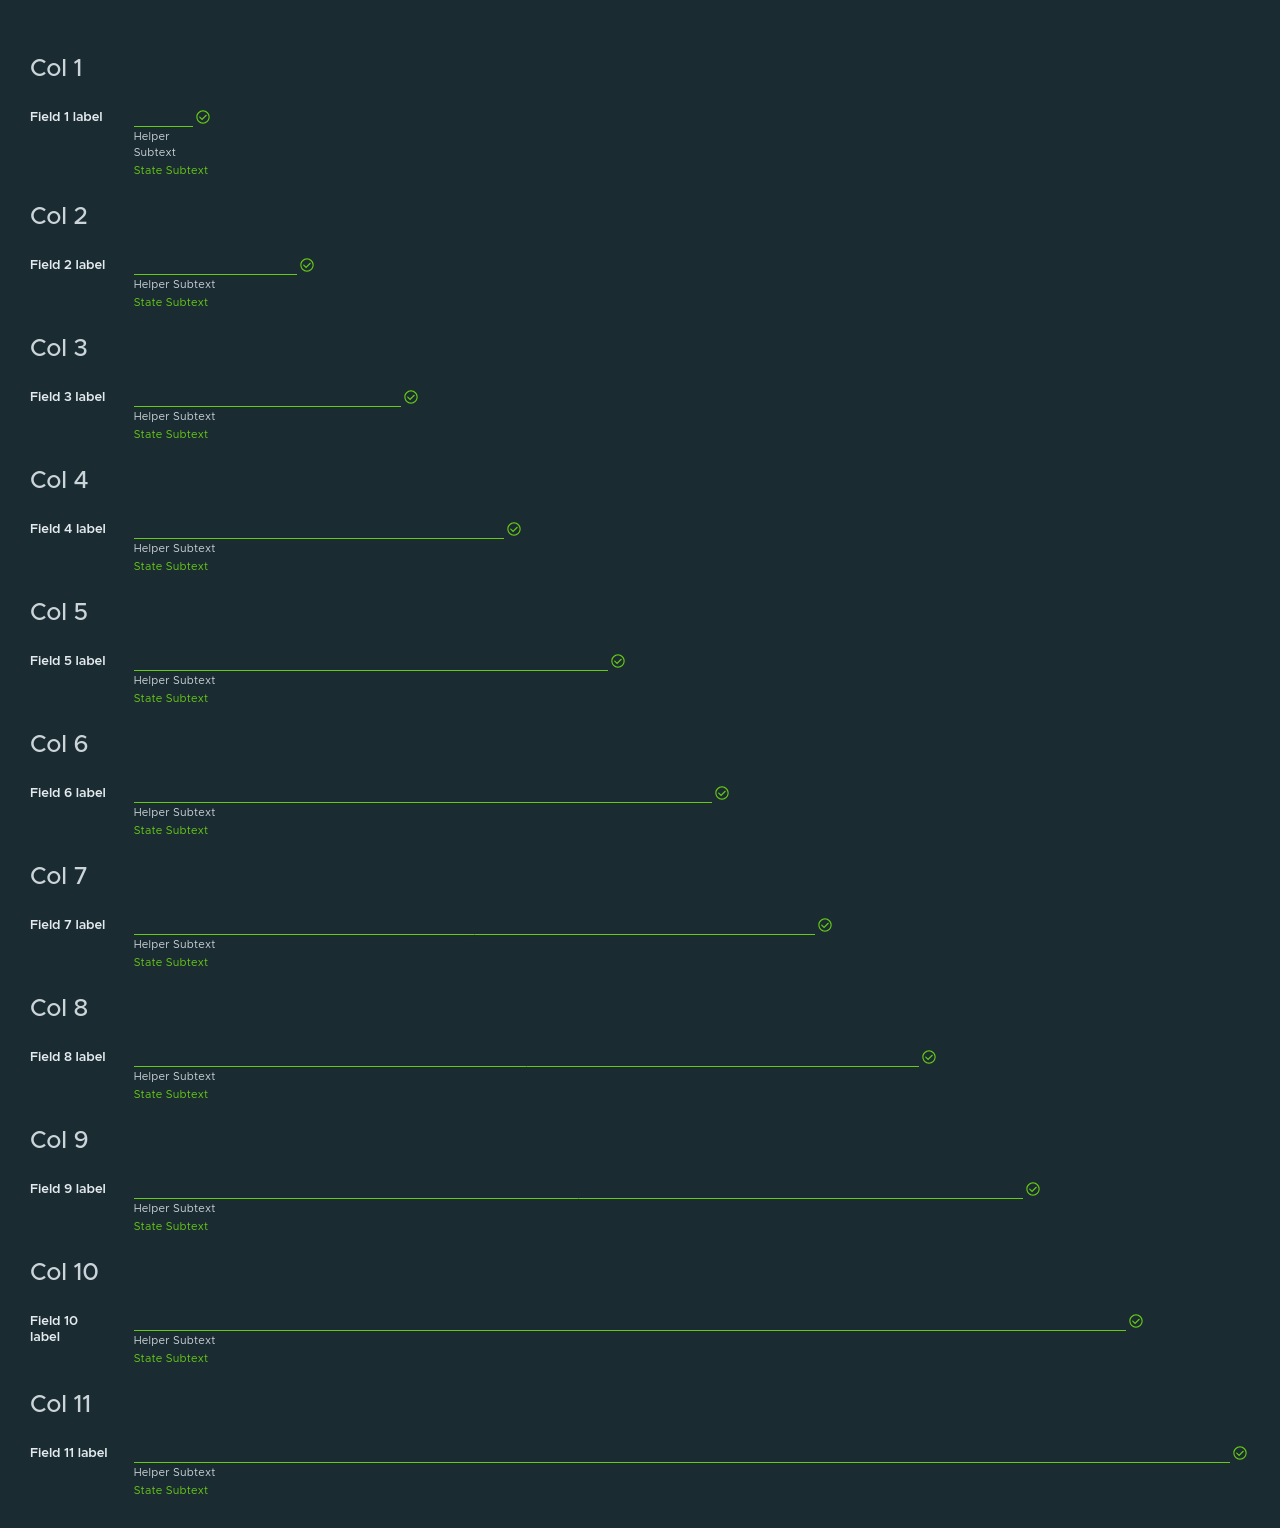 Col 1
Field 1 label
Helper
Subtext
State Subtext
Col 2
Field 2 label
Helper Subtext
State Subtext
Col 3
Field 3 label
Helper Subtext
State Subtext
Col 4
Field 4 label
Helper Subtext
State Subtext
Col 5
Field 5 label
Helper Subtext
State Subtext
Col 6
Field 6 label
Helper Subtext
State Subtext
Col 7
Field 7 label
Helper Subtext
State Subtext
Col 8
Field 8 label
Helper Subtext
State Subtext
Col 9
Field 9 label
Helper Subtext
State Subtext
Col 10
Field 10
label
Helper Subtext
State Subtext
Col 11
Field 11 label
Helper Subtext
State Subtext